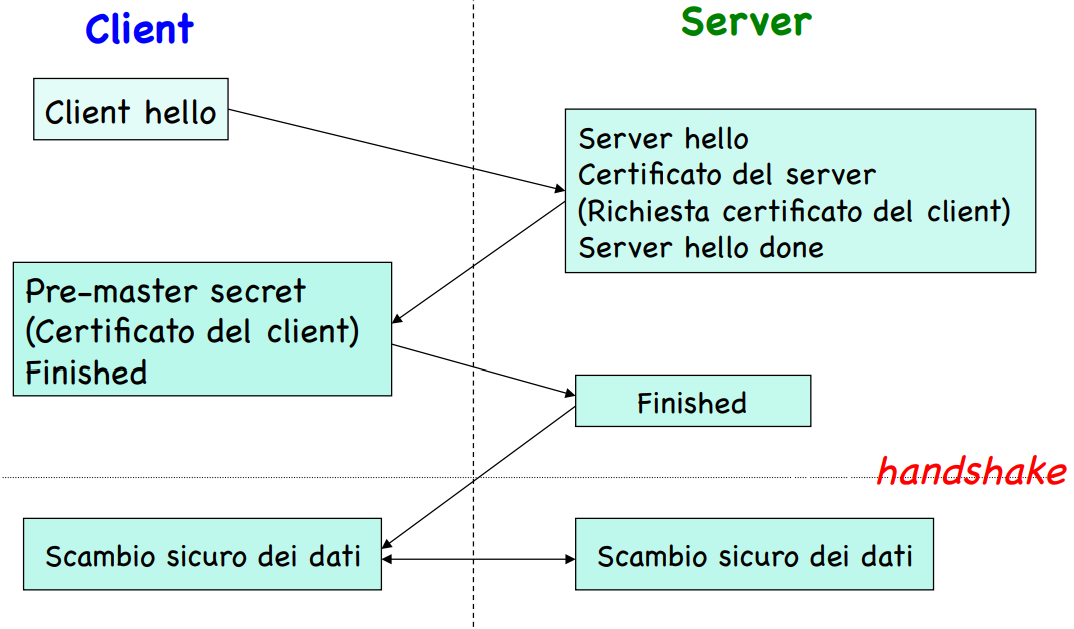 Client
Server
Client hello
Server hello
Certificato del server
(Richiesta certificato del client)
Server hello done
Pre-master secret
(Certificato del client)
Finished
Finished
handshake
Scambio sicuro dei dati
Scambio sicuro dei dati